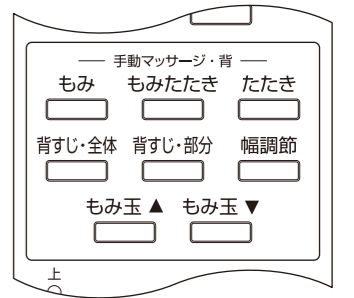 手動マッサージ・背
もみ もみたたき たたき
背すじ・全体 背すじ・部分 幅調節
もみ玉▲ もみ玉▼
上